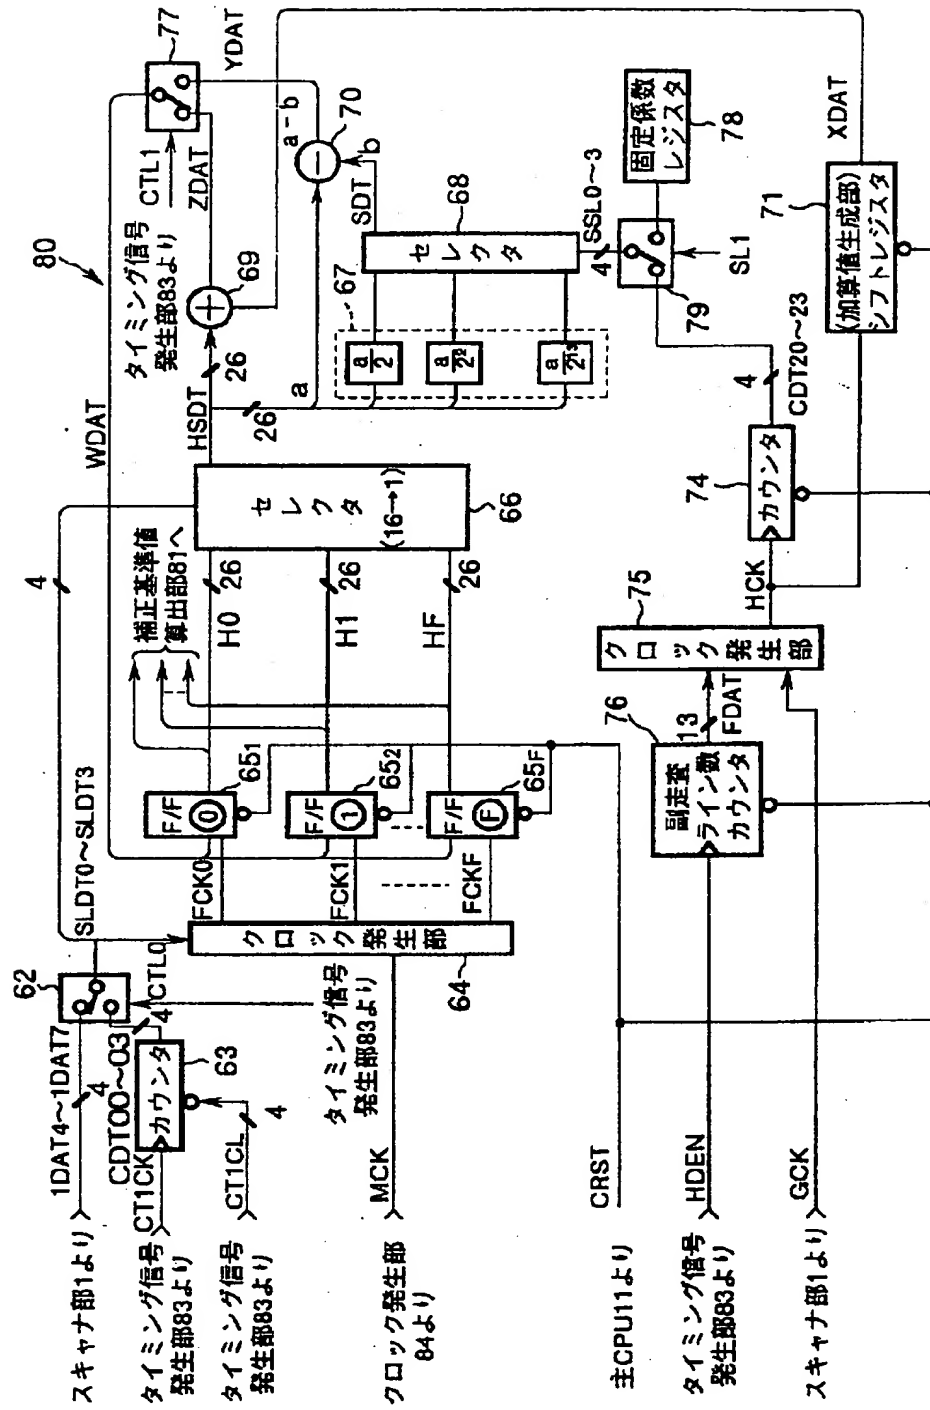 80
スキャナ部1より
1DAT4~1DAT7
4
62
SLDT0~SLDT3
4
WDAT
タイミング信号
発生部83より
CTL1
77
YDAT
ZDAT
タイミング信号
発生部83より
CT1CK
CDT00~03
4
カウンタ
63
CTL0
タイミング信号
発生部83より
CT1CL
4
タイミング信号
発生部83より
クロック発生部
84より
MCK
クロック発生部
64
FCK0
FCK1
FCKF
F/F
0
65₁
F/F
1
65₂
F/F
F
65F
補正基準値
算出部81へ
H0
26
H1
26
HF
26
セレクタ
(16→1)
66
HSDT
26
26
a
69
a-b
70
b
SDT
67
a/2
a/2²
a/2¹³
セレクタ
68
SSL0~3
4
固定係数
レジスタ
78
79
SL1
主CPU11より
CRST
タイミング信号
発生部83より
HDEN
スキャナ部1より
GCK
副走査
ライン数
カウンタ
76
13
FDAT
クロック発生部
75
HCK
カウンタ
74
4
CDT20~23
(加算値生成部)
シフトレジスタ
71
XDAT